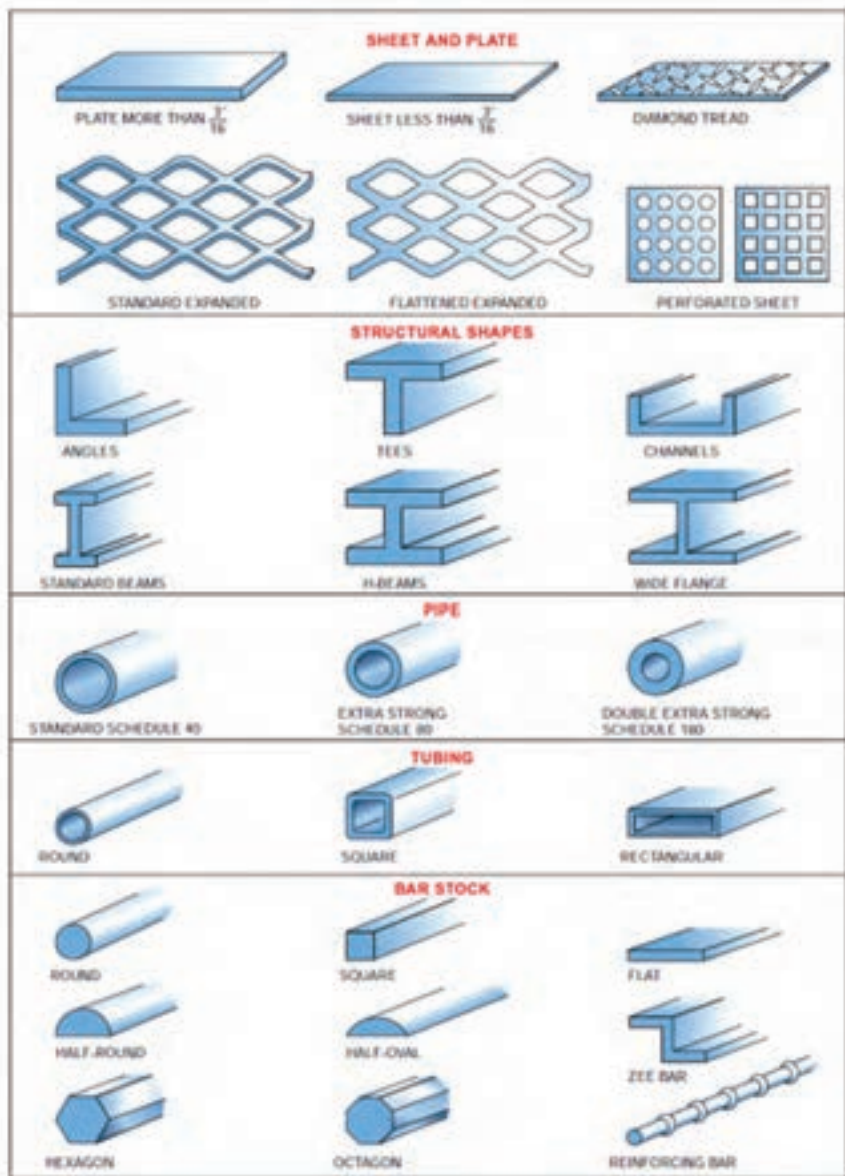 SHEET AND PLATE
PLATE MORE THAN 3"/16
SHEET LESS THAN 3"/16
DIAMOND TREAD
STANDARD EXPANDED
FLATTENED EXPANDED
PERFORATED SHEET
STRUCTURAL SHAPES
ANGLES
TEES
CHANNELS
STANDARD BEAMS
H-BEAMS
WIDE FLANGE
PIPE
STANDARD SCHEDULE 40
EXTRA STRONG
SCHEDULE 80
DOUBLE EXTRA STRONG
SCHEDULE 160
TUBING
ROUND
SQUARE
RECTANGULAR
BAR STOCK
ROUND
SQUARE
FLAT
HALF-ROUND
HALF-OVAL
ZEE BAR
HEXAGON
OCTAGON
REINFORCING BAR